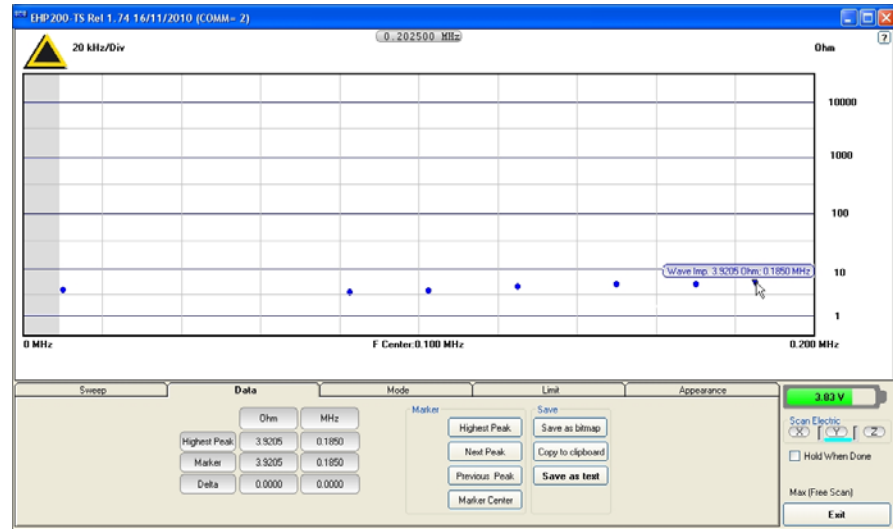 EHP200-TS Rel 1.74 16/11/2010 (COMM= 2)
20 kHz/Div
0.202500 MHz
Ohm
?
10000
1000
100
Wave Imp. 3.9205 Ohm; 0.1850 MHz
10
1
0 MHz
F Center:0.100 MHz
0.200 MHz
Sweep
Data
Mode
Limit
Appearance
Ohm
MHz
Highest Peak
3.9205
0.1850
Marker
3.9205
0.1850
Delta
0.0000
0.0000
Marker
Highest Peak
Next Peak
Previous Peak
Marker Center
Save
Save as bitmap
Copy to clipboard
Save as text
3.83 V
Scan Electric
X
Y
Z
Hold When Done
Max (Free Scan)
Exit